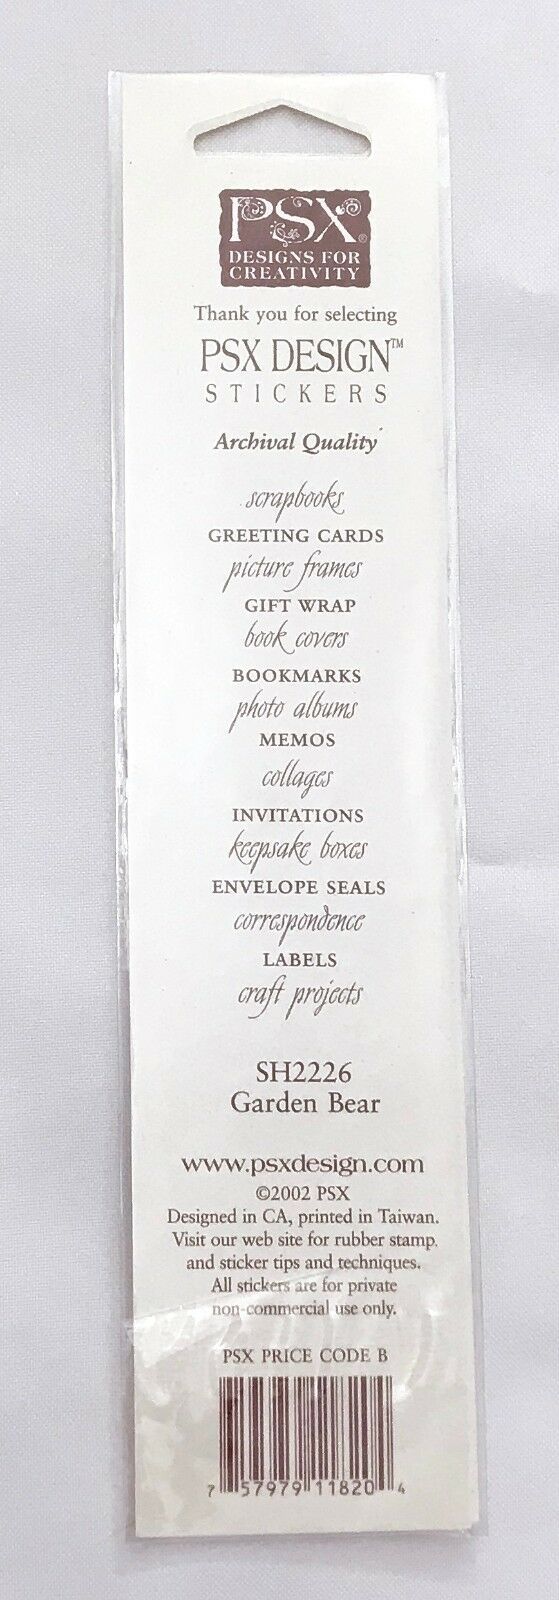 PSX®
DESIGNS FOR
CREATIVITY
Thank you for selecting
PSX DESIGN™
STICKERS
Archival Quality*
scrapbooks
GREETING CARDS
picture frames
GIFT WRAP
book covers
BOOKMARKS
photo albums
MEMOS
collages
INVITATIONS
keepsake boxes
ENVELOPE SEALS
correspondence
LABELS
craft projects
SH2226
Garden Bear
www.psxdesign.com
©2002 PSX
Designed in CA, printed in Taiwan.
Visit our web site for rubber stamp,
and sticker tips and techniques.
All stickers are for private
non-commercial use only.
PSX PRICE CODE B
7 57979 11820 4